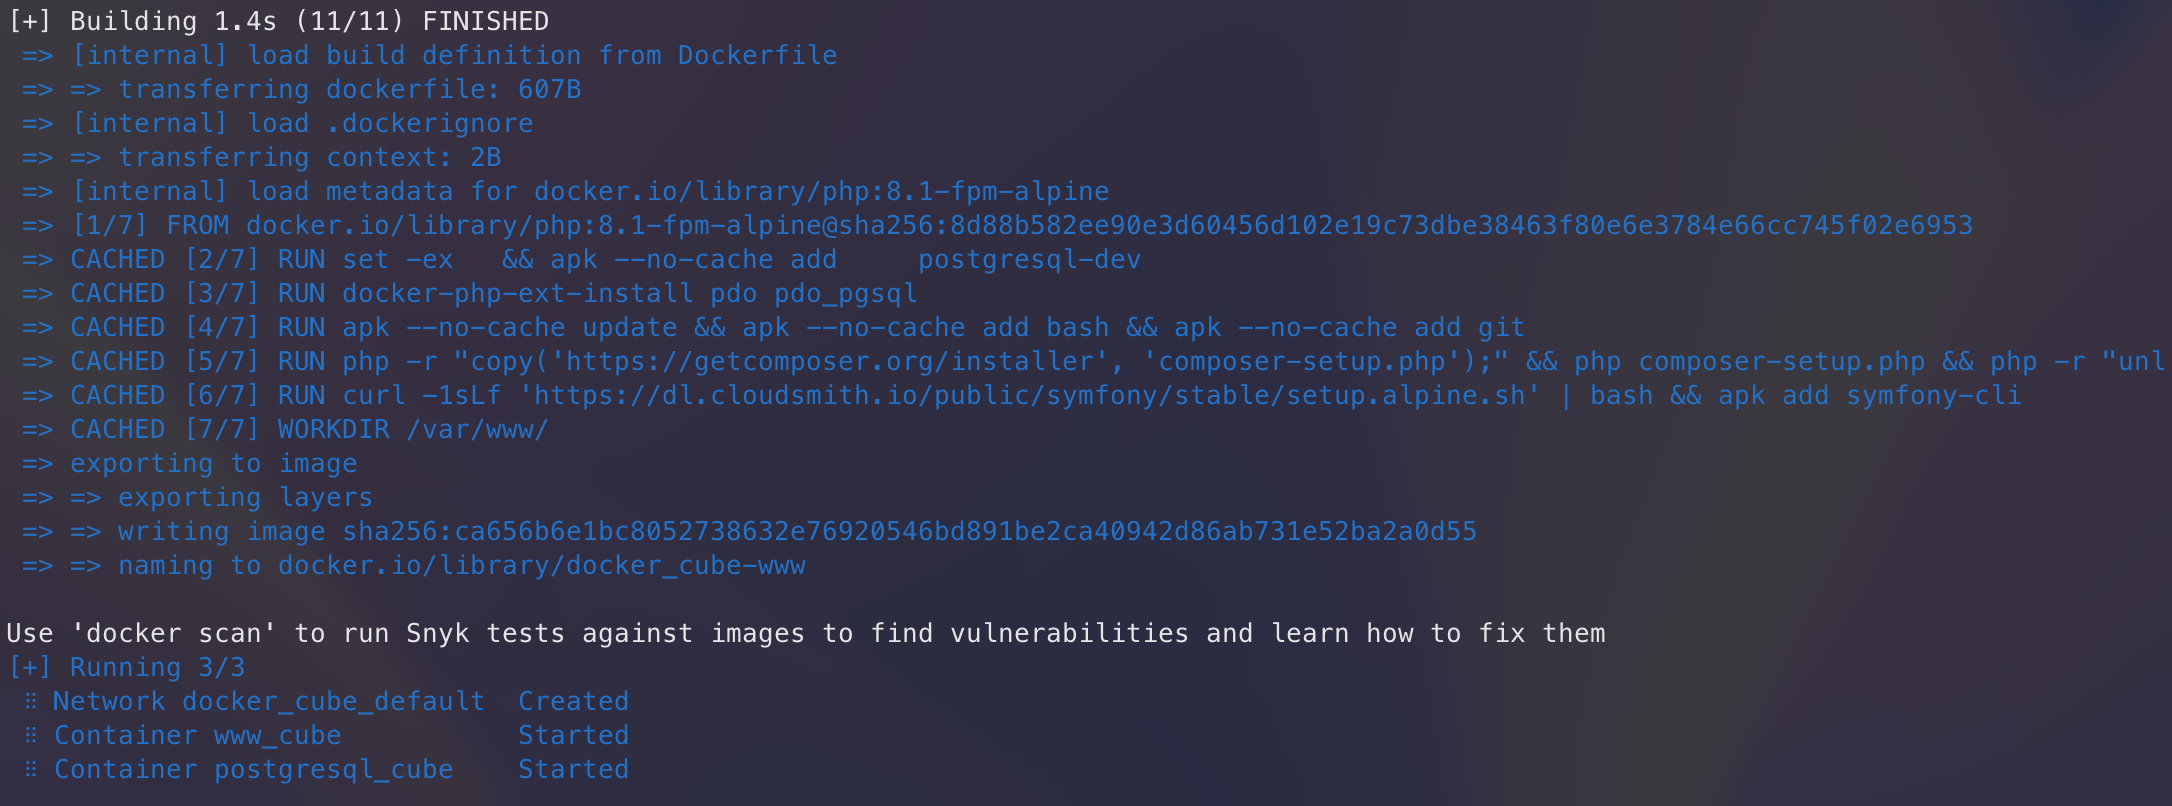 [+] Building 1.4s (11/11) FINISHED
=> [internal] load build definition from Dockerfile
=> => transferring dockerfile: 607B
=> [internal] load .dockerignore
=> => transferring context: 2B
=> [internal] load metadata for docker.io/library/php:8.1-fpm-alpine
=> [1/7] FROM docker.io/library/php:8.1-fpm-alpine@sha256:8d88b582ee90e3d60456d102e19c73dbe38463f80e6e3784e66cc745f02e6953
=> CACHED [2/7] RUN set -ex   && apk --no-cache add     postgresql-dev
=> CACHED [3/7] RUN docker-php-ext-install pdo pdo_pgsql
=> CACHED [4/7] RUN apk --no-cache update && apk --no-cache add bash && apk --no-cache add git
=> CACHED [5/7] RUN php -r "copy('https://getcomposer.org/installer', 'composer-setup.php');" && php composer-setup.php && php -r "unl
=> CACHED [6/7] RUN curl -1sLf 'https://dl.cloudsmith.io/public/symfony/stable/setup.alpine.sh' | bash && apk add symfony-cli
=> CACHED [7/7] WORKDIR /var/www/
=> exporting to image
=> => exporting layers
=> => writing image sha256:ca656b6e1bc8052738632e76920546bd891be2ca40942d86ab731e52ba2a0d55
=> => naming to docker.io/library/docker_cube-www
Use 'docker scan' to run Snyk tests against images to find vulnerabilities and learn how to fix them
[+] Running 3/3
⠿ Network docker_cube_default  Created
⠿ Container www_cube           Started
⠿ Container postgresql_cube    Started